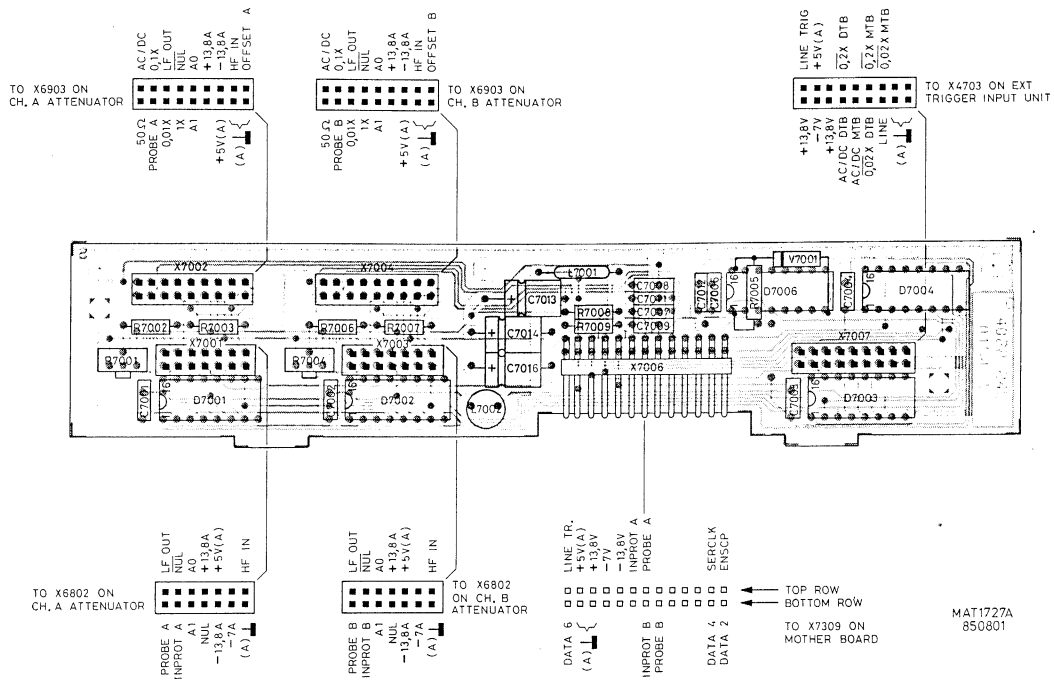 AC/DC
0,1X
LF OUT
NUL
A0
+13,8A
-13,8A
HF IN
OFFSET A
TO X6903 ON
CH. A ATTENUATOR
50Ω
PROBE A
0,01X
1X
A1
+5V(A)
(A)
AC/DC
0,1X
LF OUT
NUL
A0
+13,8A
-13,8A
HF IN
OFFSET B
TO X6903 ON
CH. B ATTENUATOR
50Ω
PROBE B
0,01X
1X
A1
+5V(A)
(A)
LINE TRIG
+5V(A)
0,2X DTB
0,2X MTB
0,02X MTB
TO X4703 ON EXT
TRIGGER INPUT UNIT
+13,8V
-7V
+13,8V
AC/DC DTB
AC/DC MTB
0,02X DTB
LINE
(A)
X7002
X7004
L7001
V7001
C7013
C7008
C7011
C7007
C7009
C7012
C7006
16
R7005
D7006
C7004
16
D7004
R7002
R7003
R7006
R7007
R7008
R7009
C7014
X7001
X7003
X7007
R7001
R7004
C7016
X7006
C7001
16
D7001
C7002
16
D7002
L7002
C7003
16
D7003
LF OUT
NUL
A0
+13,8A
+5V(A)
HF IN
TO X6802 ON
CH. A ATTENUATOR
PROBE A
INPROT A
A1
NUL
-13,8A
-7A
(A)
LF OUT
NUL
A0
+13,8A
+5V(A)
HF IN
TO X6802
ON CH. B
ATTENUATOR
PROBE B
INPROT B
A1
NUL
-13,8A
-7A
(A)
LINE TR.
+5V(A)
+13,8V
-7V
-13,8V
INPROT A
PROBE A
SERCLK
ENSCP
TOP ROW
BOTTOM ROW
DATA 6
(A)
INPROT B
PROBE B
DATA 4
DATA 2
TO X7309 ON
MOTHER BOARD
MAT1727A
850801